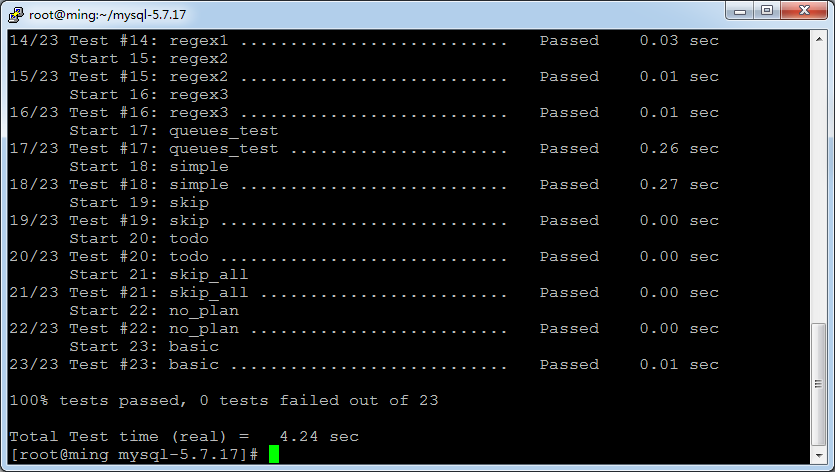 root@ming:~/mysql-5.7.17
14/23 Test #14: regex1 ...........................   Passed    0.03 sec
      Start 15: regex2
15/23 Test #15: regex2 ...........................   Passed    0.01 sec
      Start 16: regex3
16/23 Test #16: regex3 ...........................   Passed    0.01 sec
      Start 17: queues_test
17/23 Test #17: queues_test ......................   Passed    0.26 sec
      Start 18: simple
18/23 Test #18: simple ...........................   Passed    0.27 sec
      Start 19: skip
19/23 Test #19: skip .............................   Passed    0.00 sec
      Start 20: todo
20/23 Test #20: todo .............................   Passed    0.00 sec
      Start 21: skip_all
21/23 Test #21: skip_all .........................   Passed    0.00 sec
      Start 22: no_plan
22/23 Test #22: no_plan ..........................   Passed    0.00 sec
      Start 23: basic
23/23 Test #23: basic ............................   Passed    0.01 sec

100% tests passed, 0 tests failed out of 23

Total Test time (real) =   4.24 sec
[root@ming mysql-5.7.17]#